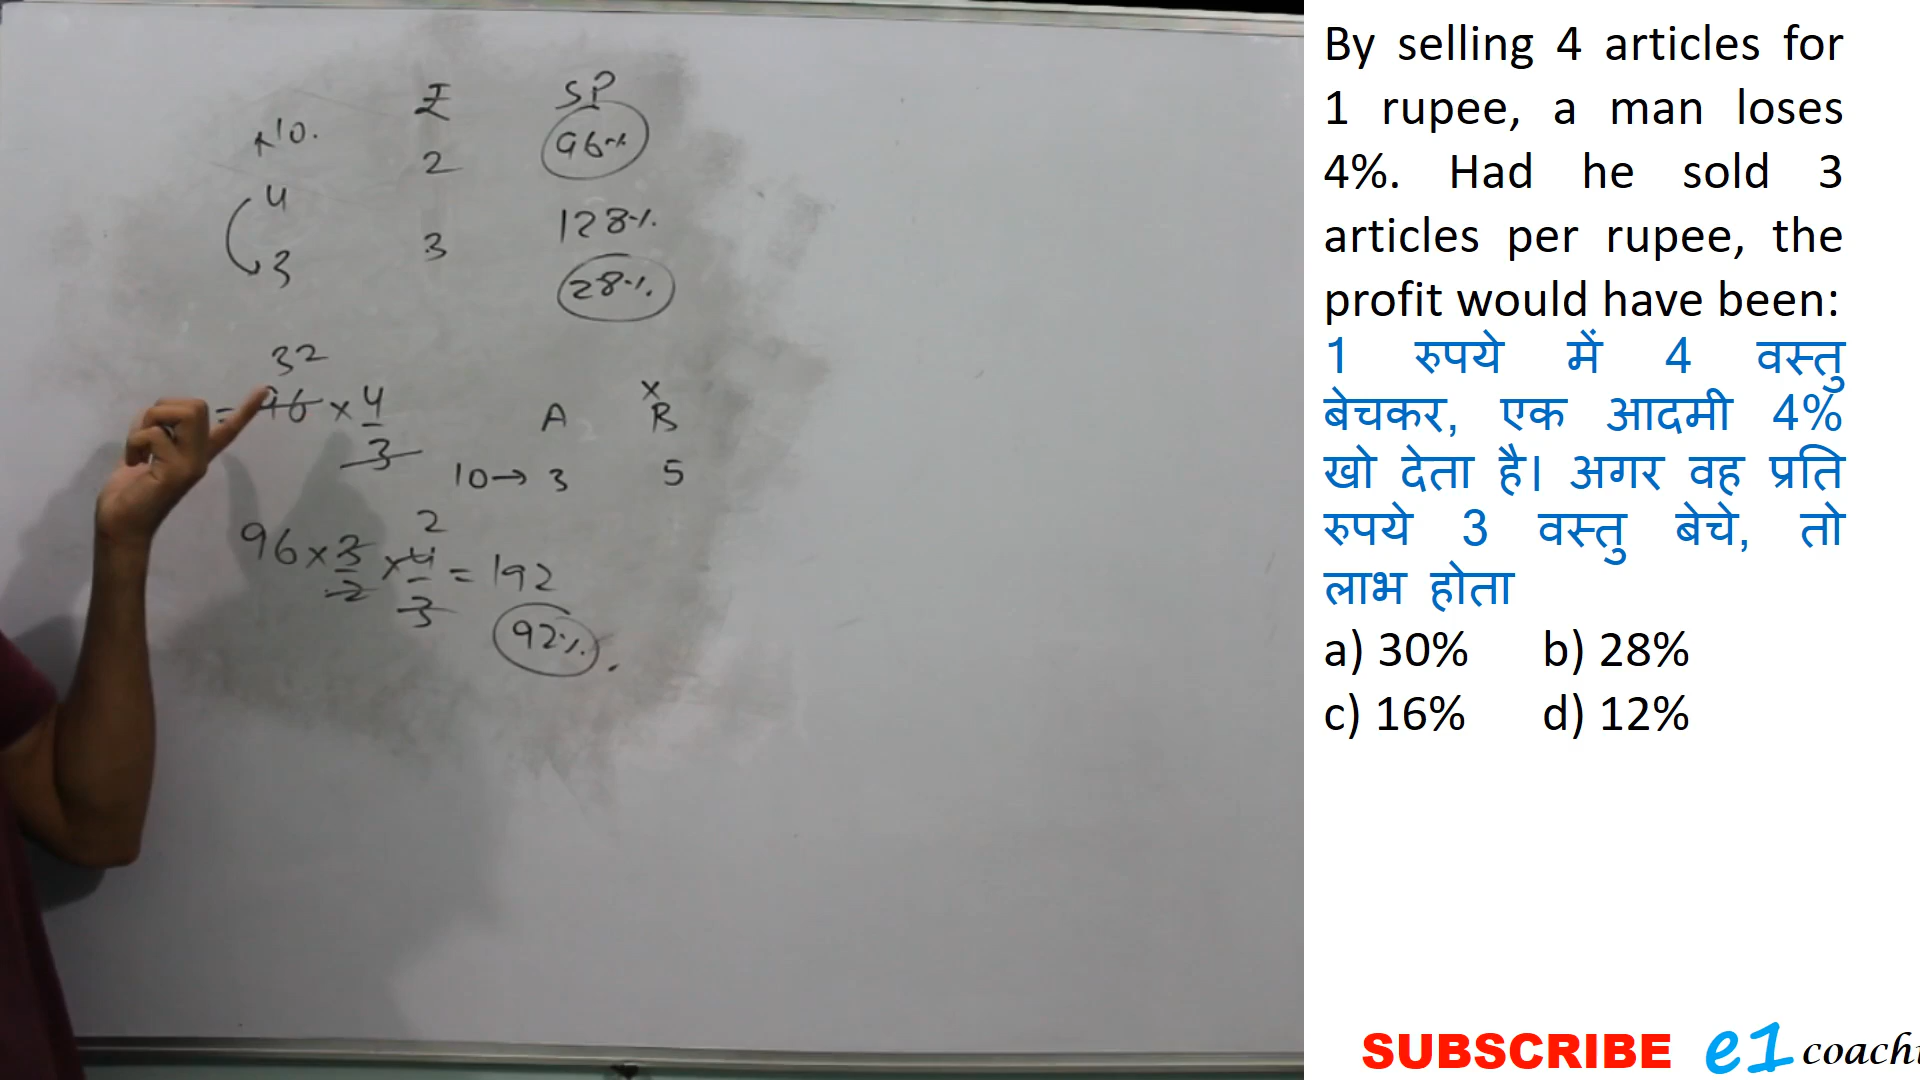 No. ₹ SP
4 2 96%
3 3 128%
28%
32
= 96 × 4/3
A × B
10 → 3 5
96 × 3/2 × 4/3 = 192
2
92%.
By selling 4 articles for
1 rupee, a man loses
4%. Had he sold 3
articles per rupee, the
profit would have been:
1 रुपये में 4 वस्तु
बेचकर, एक आदमी 4%
खो देता है। अगर वह प्रति
रुपये 3 वस्तु बेचे, तो
लाभ होता
a) 30% b) 28%
c) 16% d) 12%
SUBSCRIBE e1 coachi